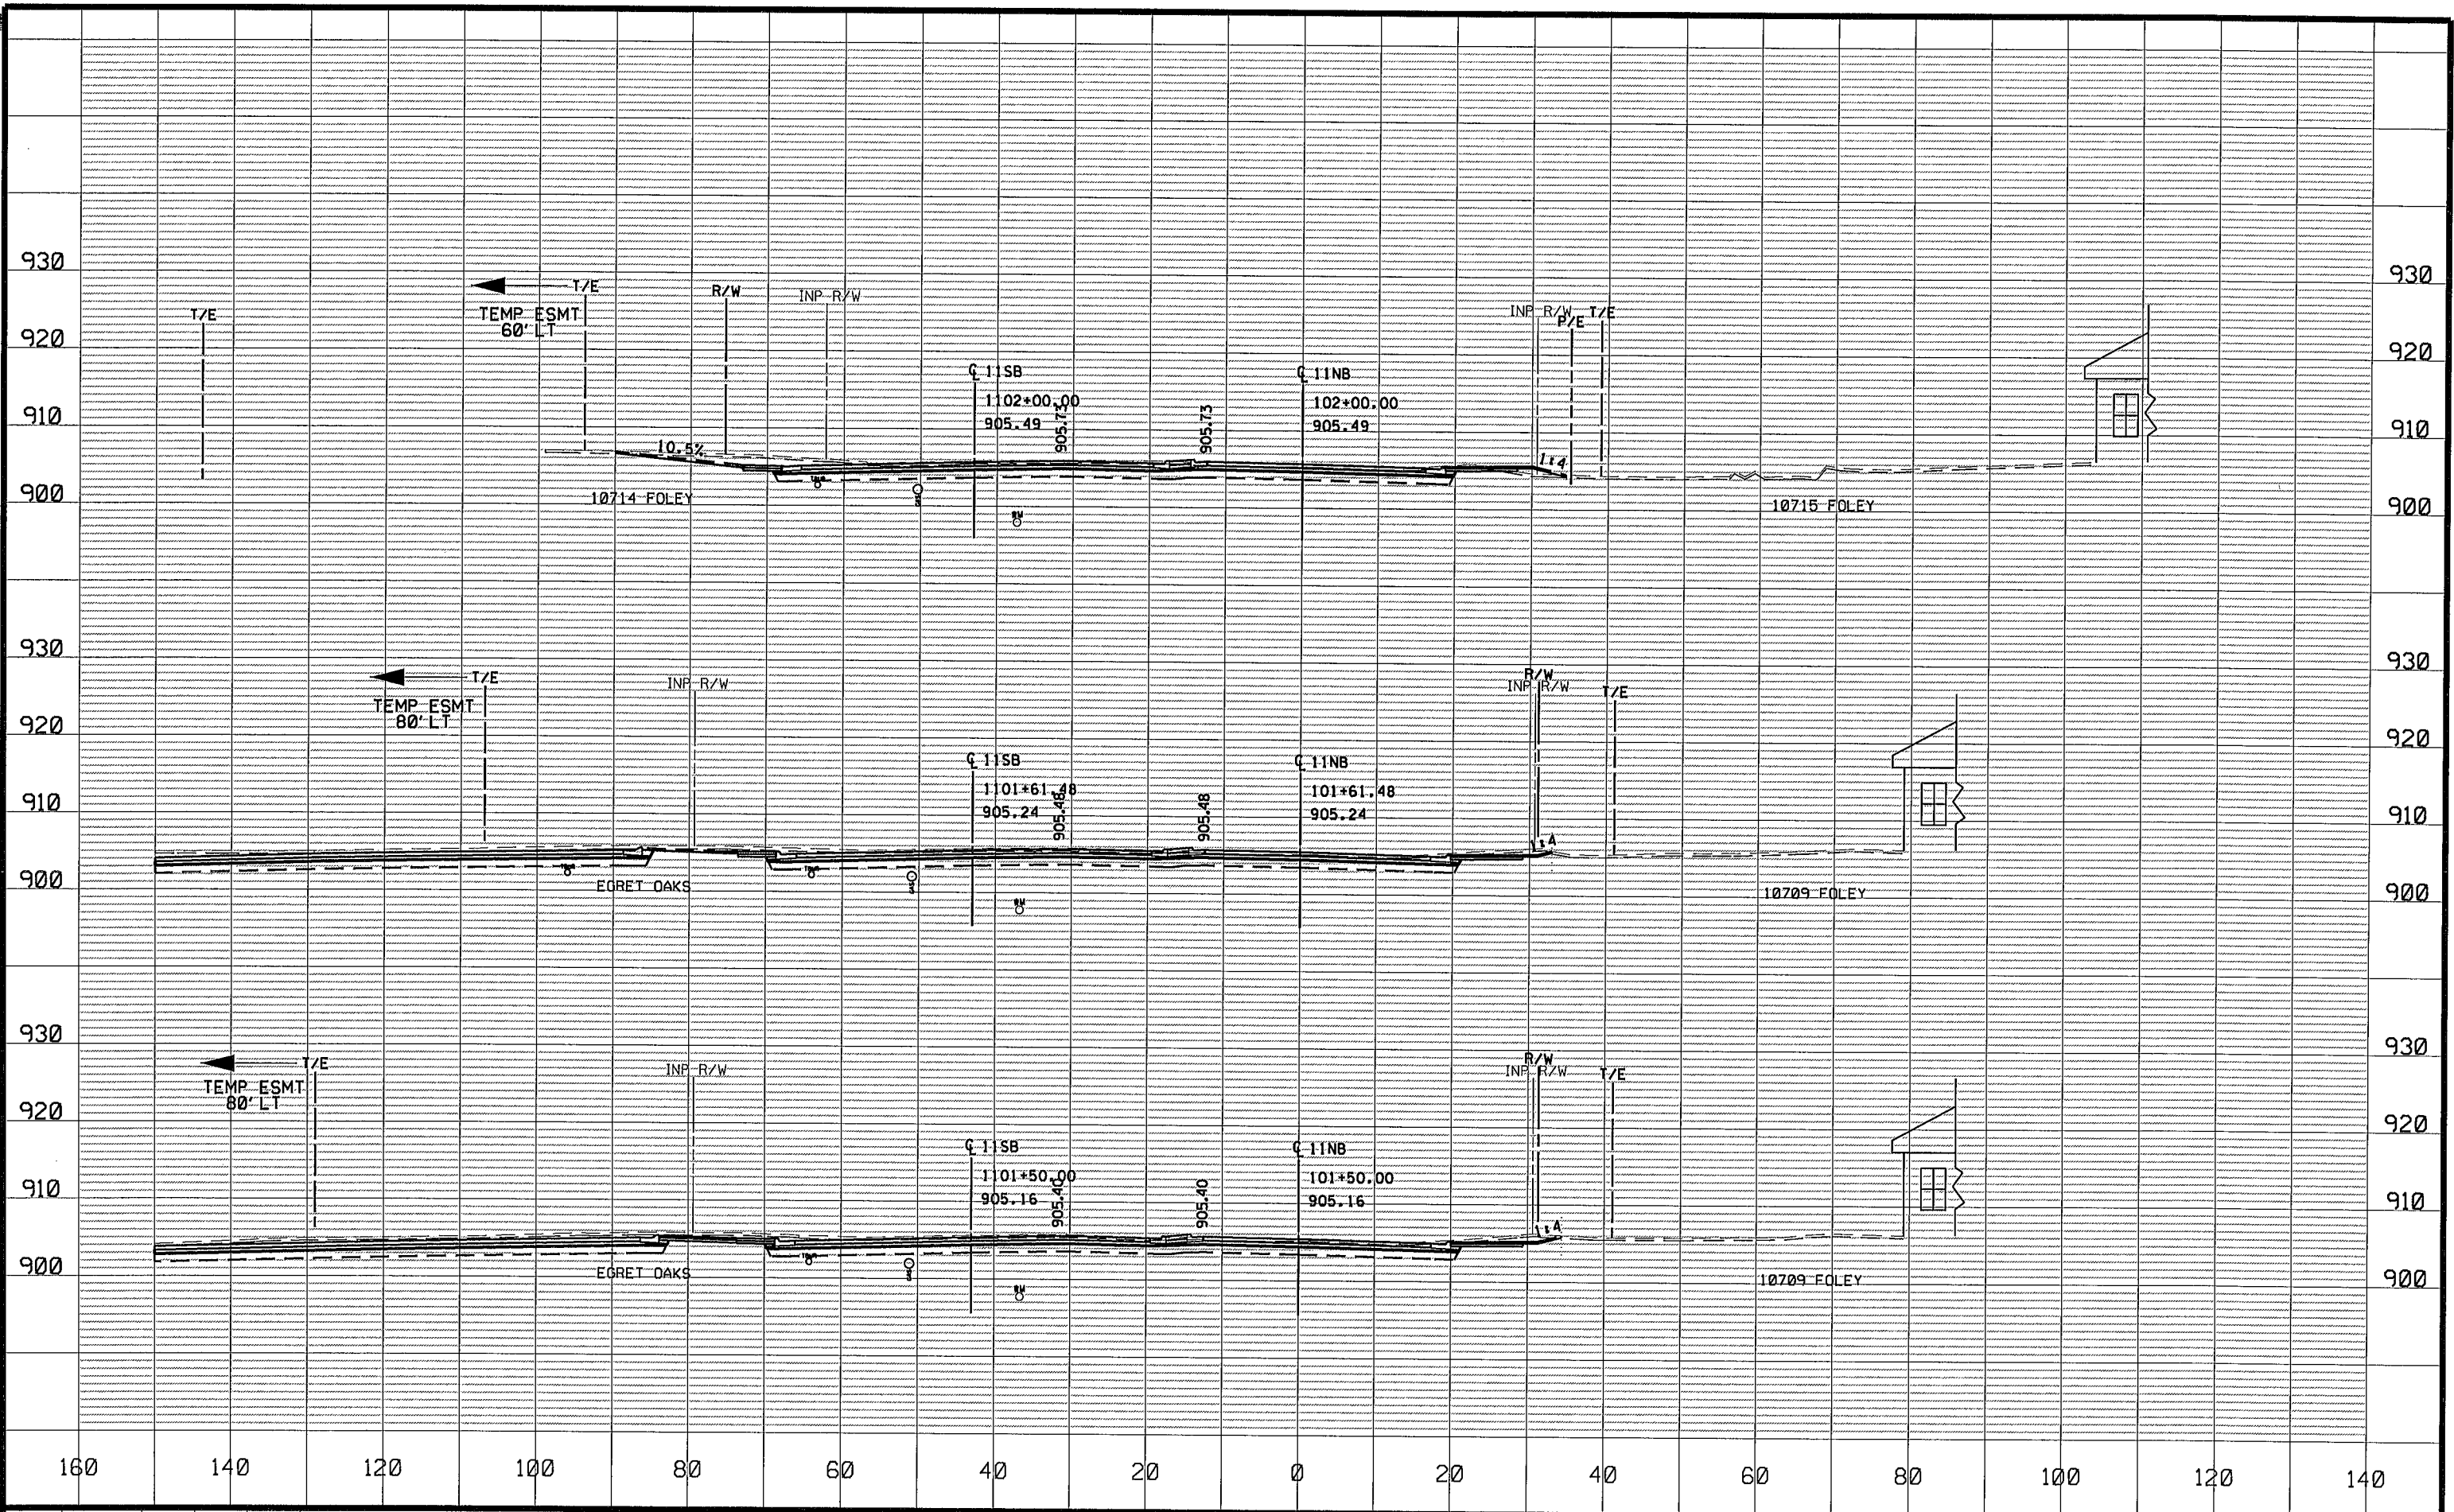 930 930
T/E R/W INP R/W
TEMP ESMT
60' LT
T/E INP R/W P/E T/E
920 920
℄ 11SB ℄ 11NB
1102+00.00 905.73 905.73 102+00.00
910 905.49 905.49 910
10.5% 1:4
900 10714 FOLEY 10715 FOLEY 900
RW
930 930
T/E INP R/W R/W
INP R/W T/E
TEMP ESMT
80' LT
920 920
℄ 11SB ℄ 11NB
1101+61.48 905.48 905.48 101+61.48
910 905.24 905.24 910
1:4
900 EGRET OAKS 10709 FOLEY 900
RW
930 930
T/E INP R/W R/W
INP R/W T/E
TEMP ESMT
80' LT
920 920
℄ 11SB ℄ 11NB
1101+50.00 905.40 905.40 101+50.00
910 905.16 905.16 910
1:4
900 EGRET OAKS 10709 FOLEY 900
RW
160 140 120 100 80 60 40 20 0 20 40 60 80 100 120 140